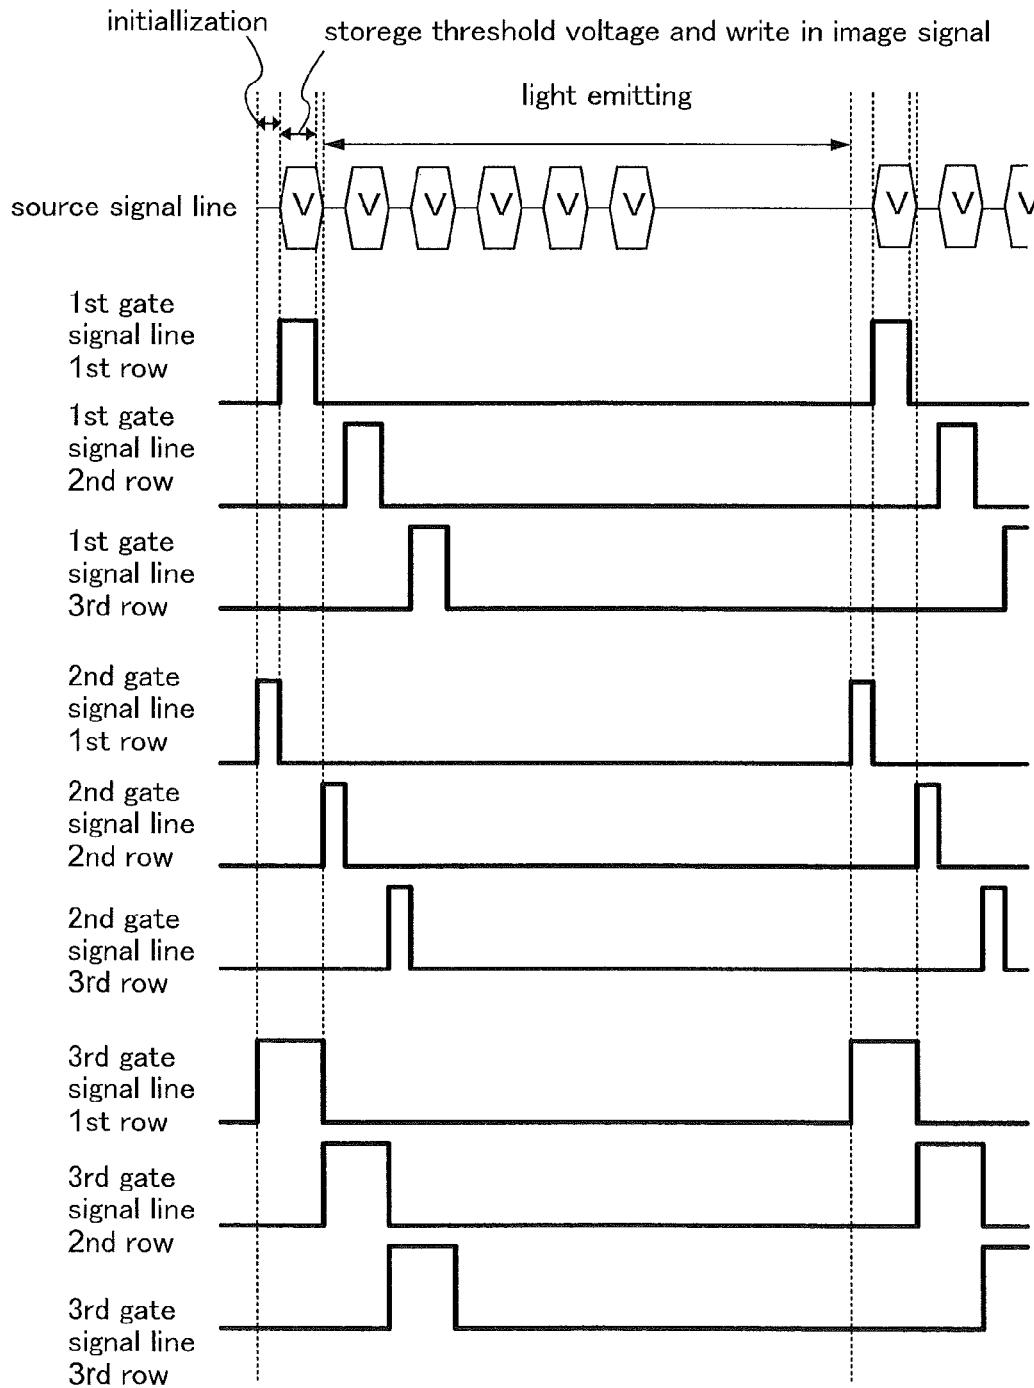 initiallization
storege threshold voltage and write in image signal
light emitting
source signal line
V V V V V V V V V
1st gate
signal line
1st row
1st gate
signal line
2nd row
1st gate
signal line
3rd row
2nd gate
signal line
1st row
2nd gate
signal line
2nd row
2nd gate
signal line
3rd row
3rd gate
signal line
1st row
3rd gate
signal line
2nd row
3rd gate
signal line
3rd row